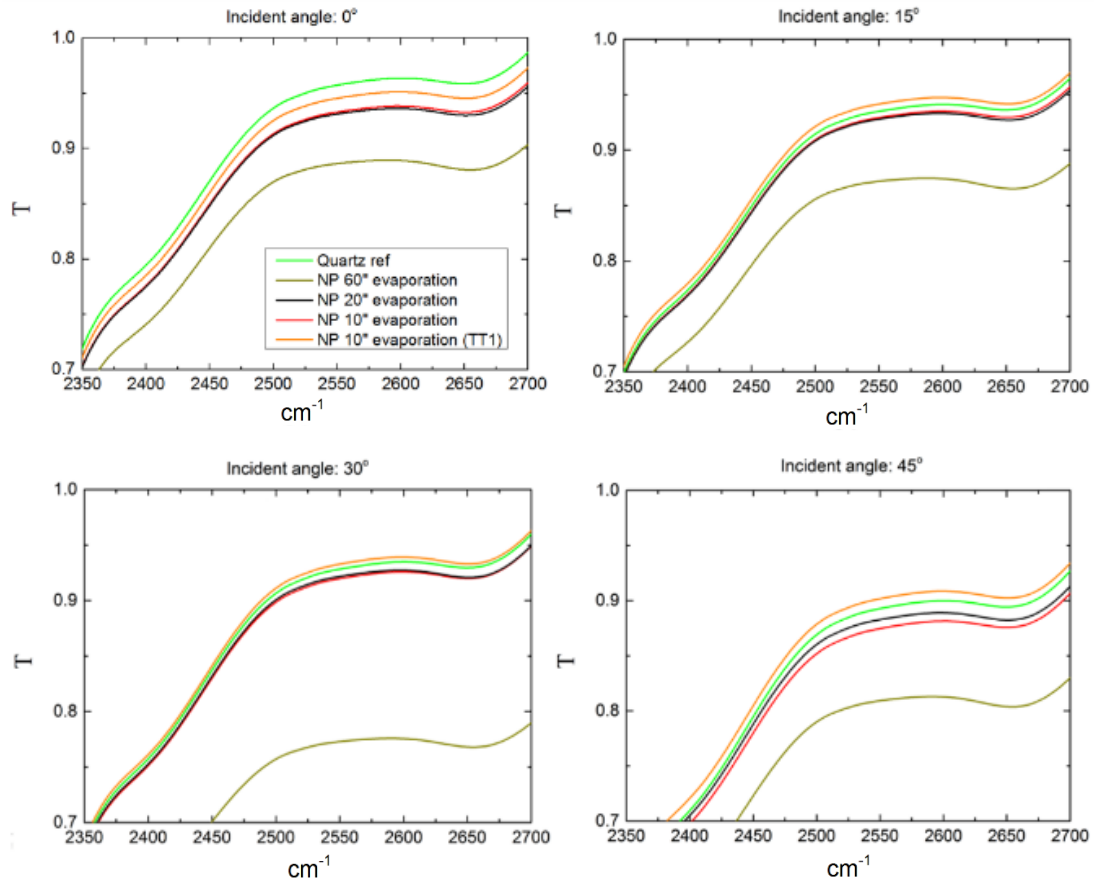 Incident angle: 0°
1.0
0.9
0.8
0.7
T
Quartz ref
NP 60" evaporation
NP 20" evaporation
NP 10" evaporation
NP 10" evaporation (TT1)
2350 2400 2450 2500 2550 2600 2650 2700
cm⁻¹
Incident angle: 15°
1.0
0.9
0.8
0.7
T
2350 2400 2450 2500 2550 2600 2650 2700
cm⁻¹
Incident angle: 30°
1.0
0.9
0.8
0.7
T
2350 2400 2450 2500 2550 2600 2650 2700
cm⁻¹
Incident angle: 45°
1.0
0.9
0.8
0.7
T
2350 2400 2450 2500 2550 2600 2650 2700
cm⁻¹